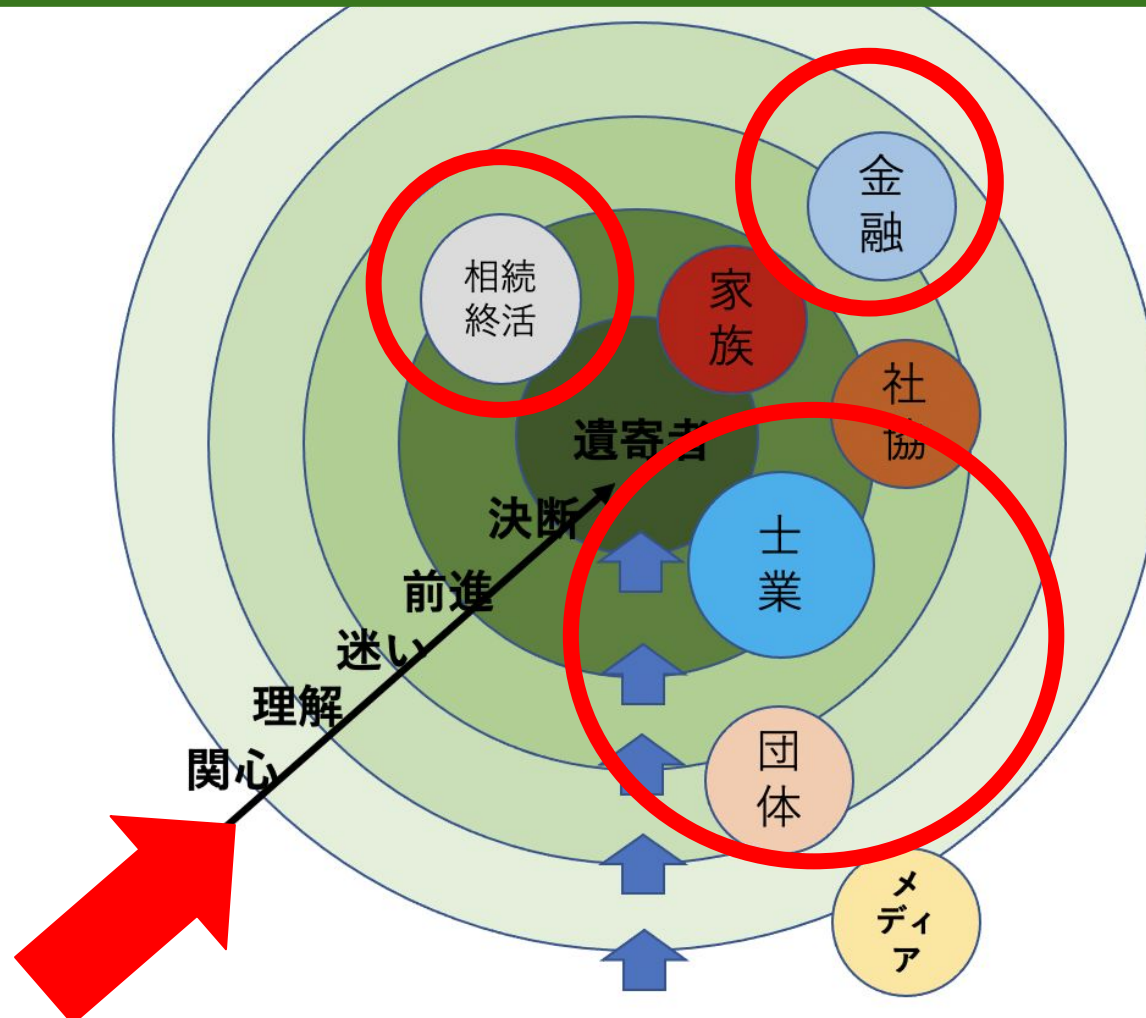 金
融
相続
終活
家
族
社
協
遺寄者
決断
士
業
前進
迷い
理解
関心
団
体
メ
ディ
ア